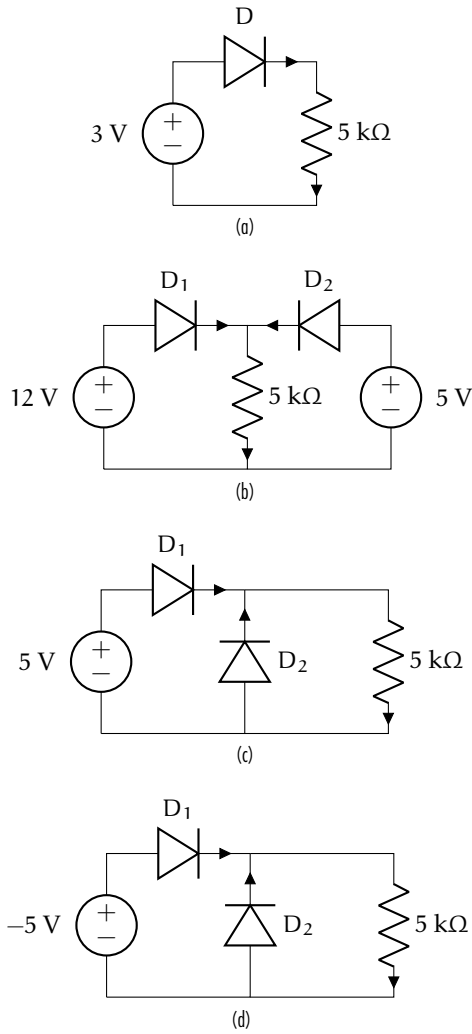 D
+
3 V
−
5 kΩ
(a)
D₁ D₂
+ +
12 V 5 kΩ 5 V
− −
(b)
D₁
+
5 V D₂ 5 kΩ
−
(c)
D₁
+
−5 V D₂ 5 kΩ
−
(d)